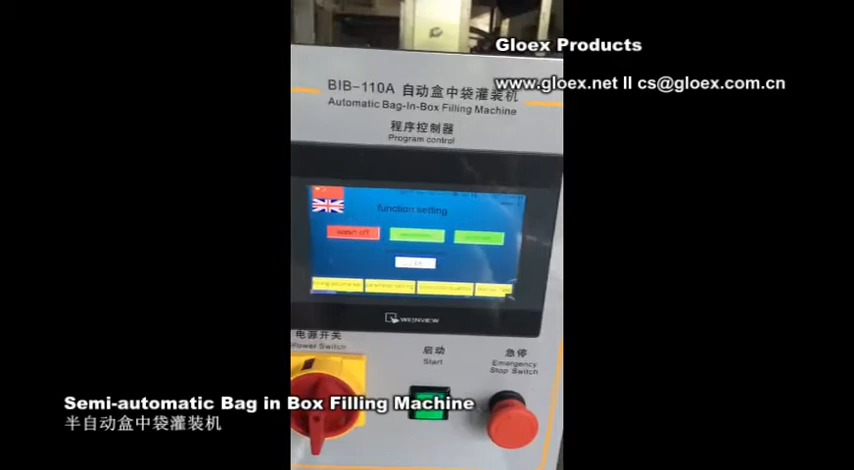 Gloex Products
www.gloex.net ll cs@gloex.com.cn
BIB-110A 自动盒中袋灌装机
Automatic Bag-In-Box Filling Machine
程序控制器
Program control
function setting
WEINVIEW
电源开关
Power Switch
启动
Start
急停
Emergency
Stop Switch
Semi-automatic Bag in Box Filling Machine
半自动盒中袋灌装机